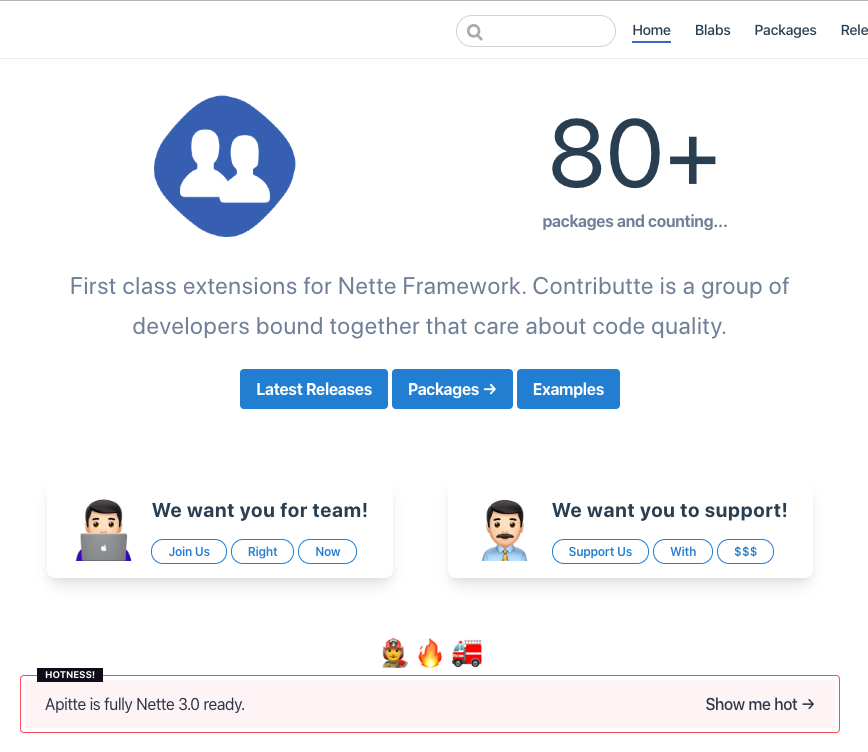 Home Blabs Packages Rele
80+
packages and counting...
First class extensions for Nette Framework. Contributte is a group of
developers bound together that care about code quality.
Latest Releases Packages → Examples
We want you for team!
Join Us Right Now
We want you to support!
Support Us With $$$
HOTNESS!
Apitte is fully Nette 3.0 ready. Show me hot →